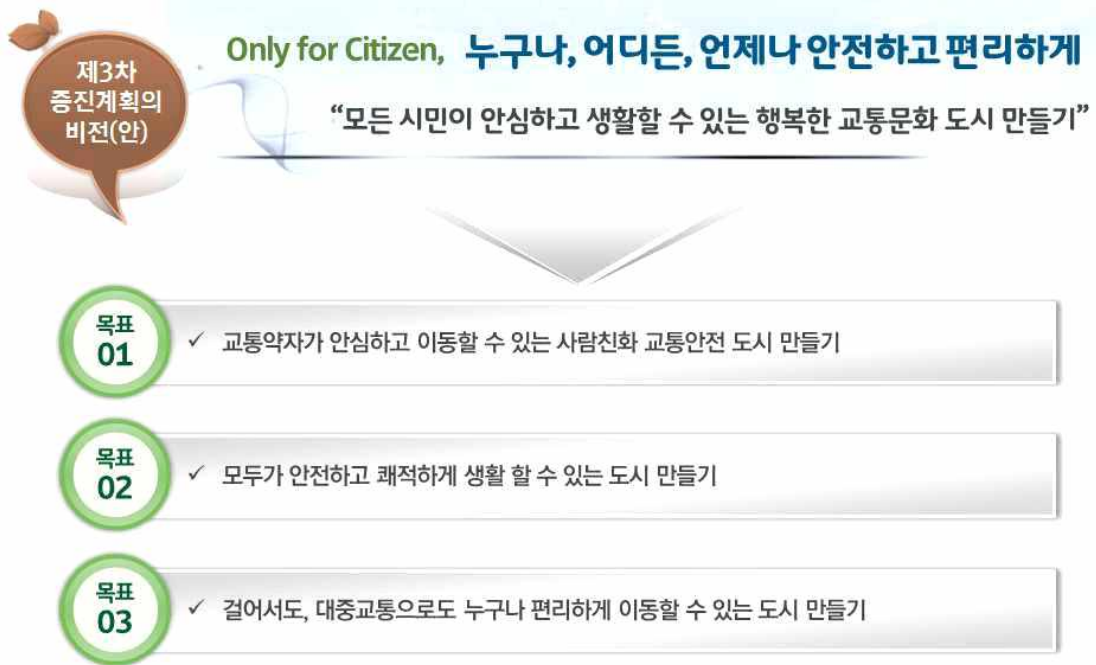 제3차
증진계획의
비전(안)
Only for Citizen, 누구나, 어디든, 언제나 안전하고 편리하게
“모든 시민이 안심하고 생활할 수 있는 행복한 교통문화 도시 만들기”
목표
01
✓ 교통약자가 안심하고 이동할 수 있는 사람친화 교통안전 도시 만들기
목표
02
✓ 모두가 안전하고 쾌적하게 생활 할 수 있는 도시 만들기
목표
03
✓ 걸어서도, 대중교통으로도 누구나 편리하게 이동할 수 있는 도시 만들기